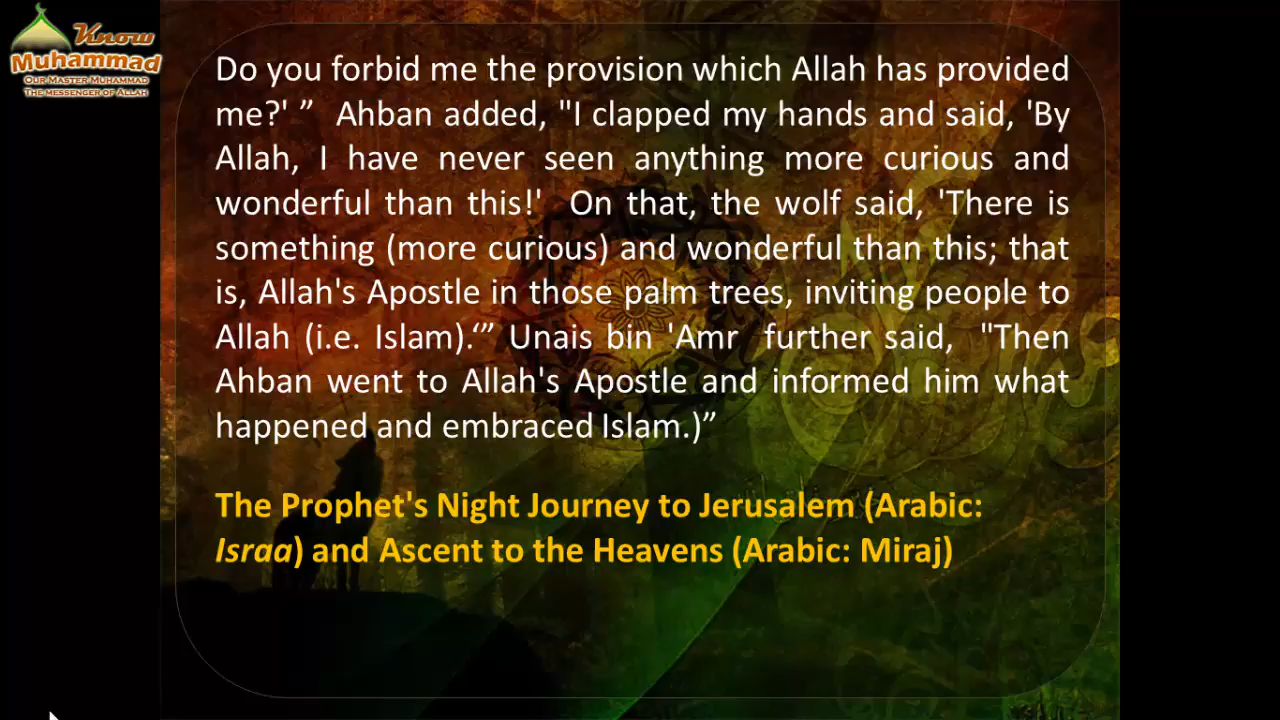 Know
Muhammad
OUR MASTER MUHAMMAD
THE MESSENGER OF ALLAH
Do you forbid me the provision which Allah has provided
me?' ” Ahban added, "I clapped my hands and said, 'By
Allah, I have never seen anything more curious and
wonderful than this!' On that, the wolf said, 'There is
something (more curious) and wonderful than this; that
is, Allah's Apostle in those palm trees, inviting people to
Allah (i.e. Islam).‘” Unais bin 'Amr further said, "Then
Ahban went to Allah's Apostle and informed him what
happened and embraced Islam.)”
The Prophet's Night Journey to Jerusalem (Arabic:
Israa) and Ascent to the Heavens (Arabic: Miraj)